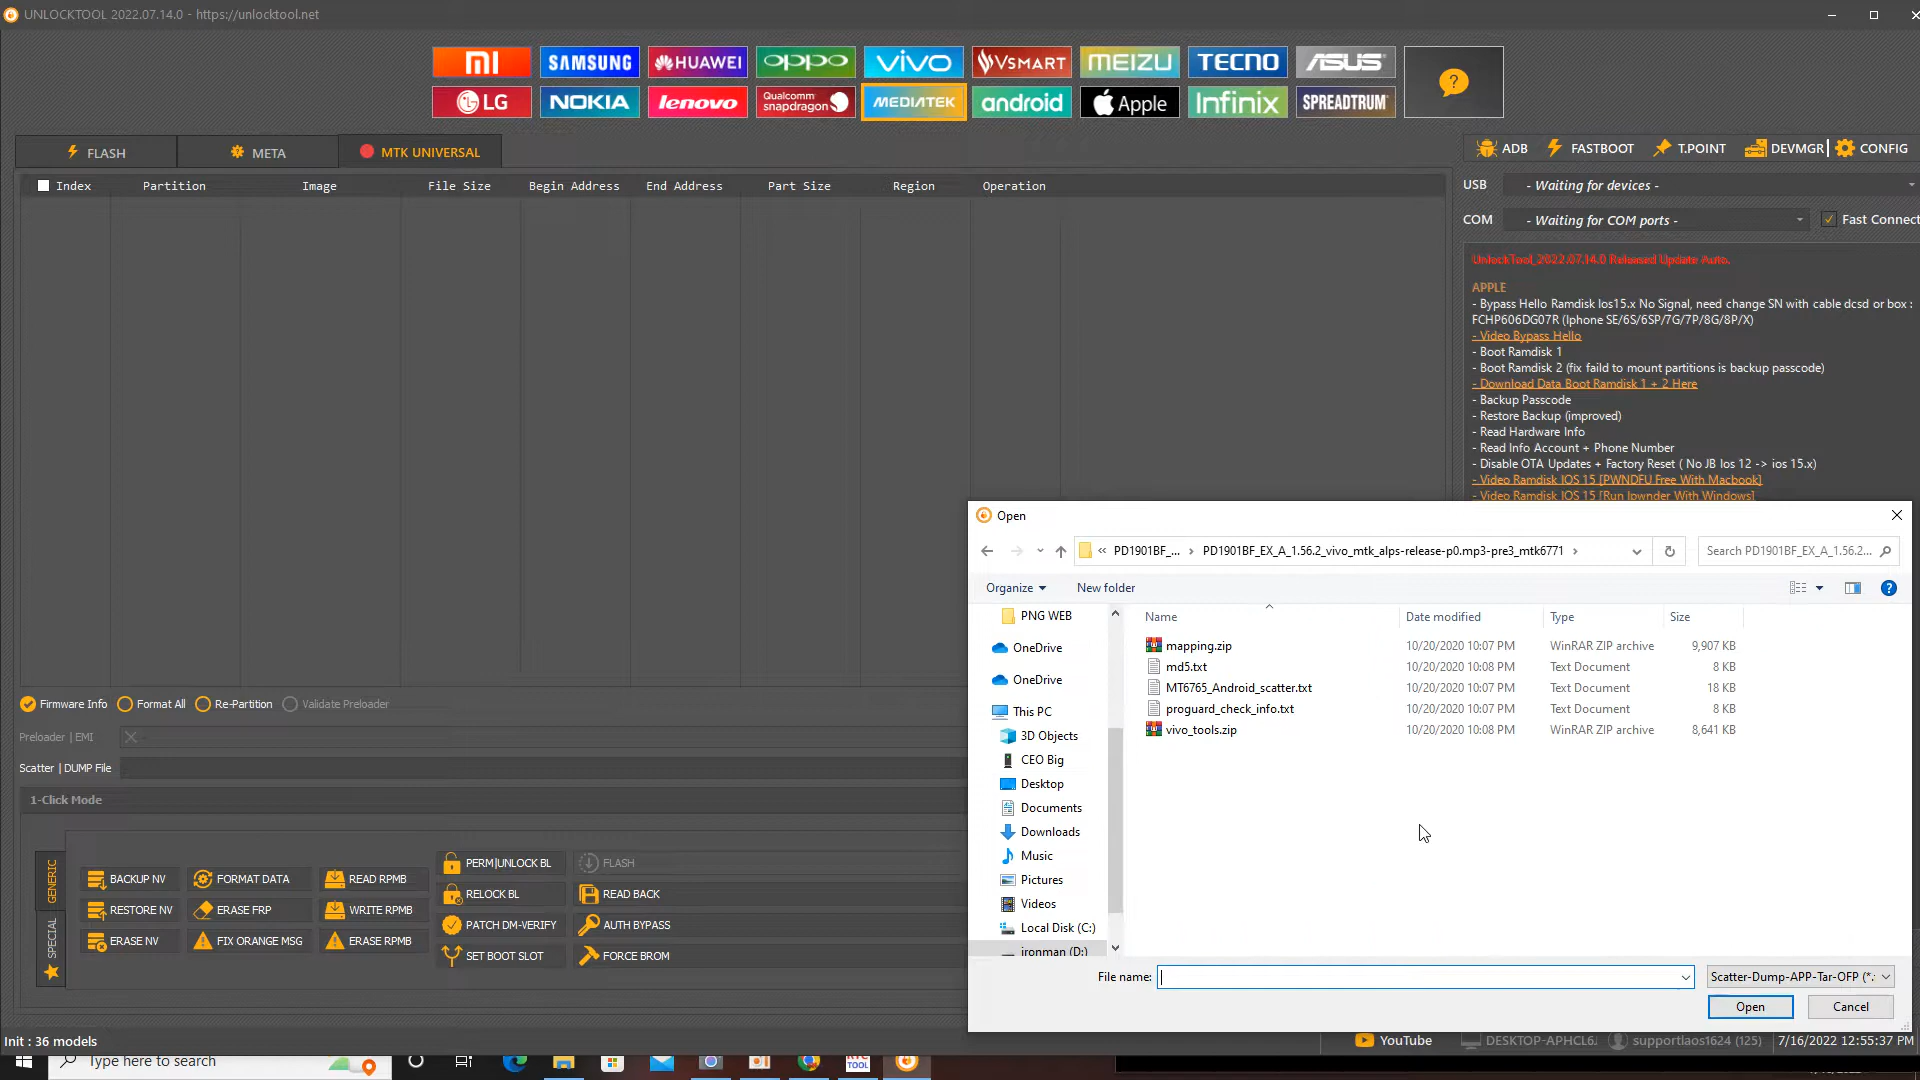 UNLOCKTOOL 2022.07.14.0 - https://unlocktool.net
mi SAMSUNG HUAWEI oppo vivo VSMART MEIZU TECNO ASUS ?
LG NOKIA lenovo Qualcomm snapdragon MEDIATEK android Apple Infinix SPREADTRUM
FLASH META MTK UNIVERSAL
ADB FASTBOOT T.POINT DEVMGR CONFIG
Index Partition Image File Size Begin Address End Address Part Size Region Operation
USB - Waiting for devices -
COM - Waiting for COM ports - Fast Connect
UnlockTool_2022.07.14.0 Released Update Auto.
APPLE
- Bypass Hello Ramdisk Ios15.x No Signal, need change SN with cable dcsd or box :
FCHP606DG07R (Iphone SE/6S/6SP/7G/7P/8G/8P/X)
- Video Bypass Hello
- Boot Ramdisk 1
- Boot Ramdisk 2 (fix faild to mount partitions is backup passcode)
- Download Data Boot Ramdisk 1 + 2 Here
- Backup Passcode
- Restore Backup (improved)
- Read Hardware Info
- Read Info Account + Phone Number
- Disable OTA Updates + Factory Reset ( No JB Ios 12 -> ios 15.x)
- Video Ramdisk IOS 15 [PWNDFU Free With Macbook]
- Video Ramdisk IOS 15 [Run Ipwnder With Windows]
Open
« PD1901BF_... › PD1901BF_EX_A_1.56.2_vivo_mtk_alps-release-p0.mp3-pre3_mtk6771 ›
Search PD1901BF_EX_A_1.56.2...
Organize New folder
PNG WEB
OneDrive
OneDrive
This PC
3D Objects
CEO Big
Desktop
Documents
Downloads
Music
Pictures
Videos
Local Disk (C:)
ironman (D:)
Name Date modified Type Size
mapping.zip 10/20/2020 10:07 PM WinRAR ZIP archive 9,907 KB
md5.txt 10/20/2020 10:08 PM Text Document 8 KB
MT6765_Android_scatter.txt 10/20/2020 10:07 PM Text Document 18 KB
proguard_check_info.txt 10/20/2020 10:07 PM Text Document 8 KB
vivo_tools.zip 10/20/2020 10:08 PM WinRAR ZIP archive 8,641 KB
File name: Scatter-Dump-APP-Tar-OFP (*.
Open Cancel
Firmware Info Format All Re-Partition Validate Preloader
Preloader | EMI
Scatter | DUMP File
1-Click Mode
GENERIC
SPECIAL
BACKUP NV FORMAT DATA READ RPMB PERM|UNLOCK BL FLASH
RESTORE NV ERASE FRP WRITE RPMB RELOCK BL READ BACK
ERASE NV FIX ORANGE MSG ERASE RPMB PATCH DM-VERIFY AUTH BYPASS
SET BOOT SLOT FORCE BROM
Init : 36 models
YouTube DESKTOP-APHCL6. supportlaos1624 (125) 7/16/2022 12:55:37 PM
Type here to search
TOOL